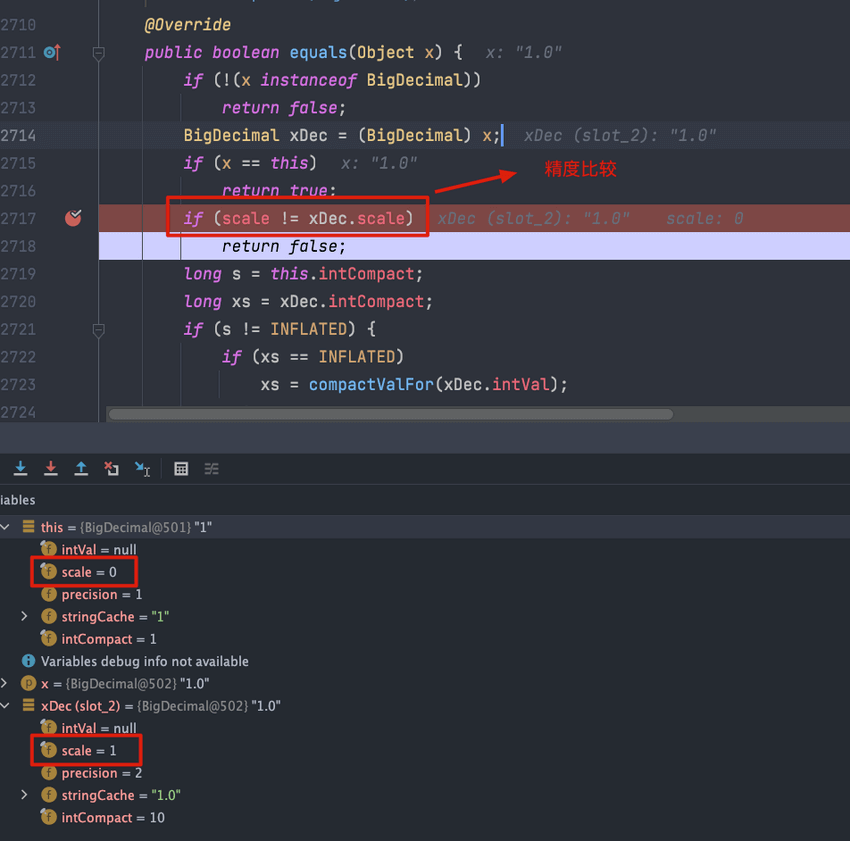 2710 @Override
2711 public boolean equals(Object x) { x: "1.0"
2712 if (!(x instanceof BigDecimal))
2713 return false;
2714 BigDecimal xDec = (BigDecimal) x; xDec (slot_2): "1.0"
2715 if (x == this) x: "1.0"
精度比较
2716 return true;
2717 if (scale != xDec.scale) xDec (slot_2): "1.0" scale: 0
2718 return false;
2719 long s = this.intCompact;
2720 long xs = xDec.intCompact;
2721 if (s != INFLATED) {
2722 if (xs == INFLATED)
2723 xs = compactValFor(xDec.intVal);
2724
iables
this = {BigDecimal@501} "1"
f intVal = null
f scale = 0
f precision = 1
f stringCache = "1"
f intCompact = 1
Variables debug info not available
p x = {BigDecimal@502} "1.0"
xDec (slot_2) = {BigDecimal@502} "1.0"
f intVal = null
f scale = 1
f precision = 2
f stringCache = "1.0"
f intCompact = 10